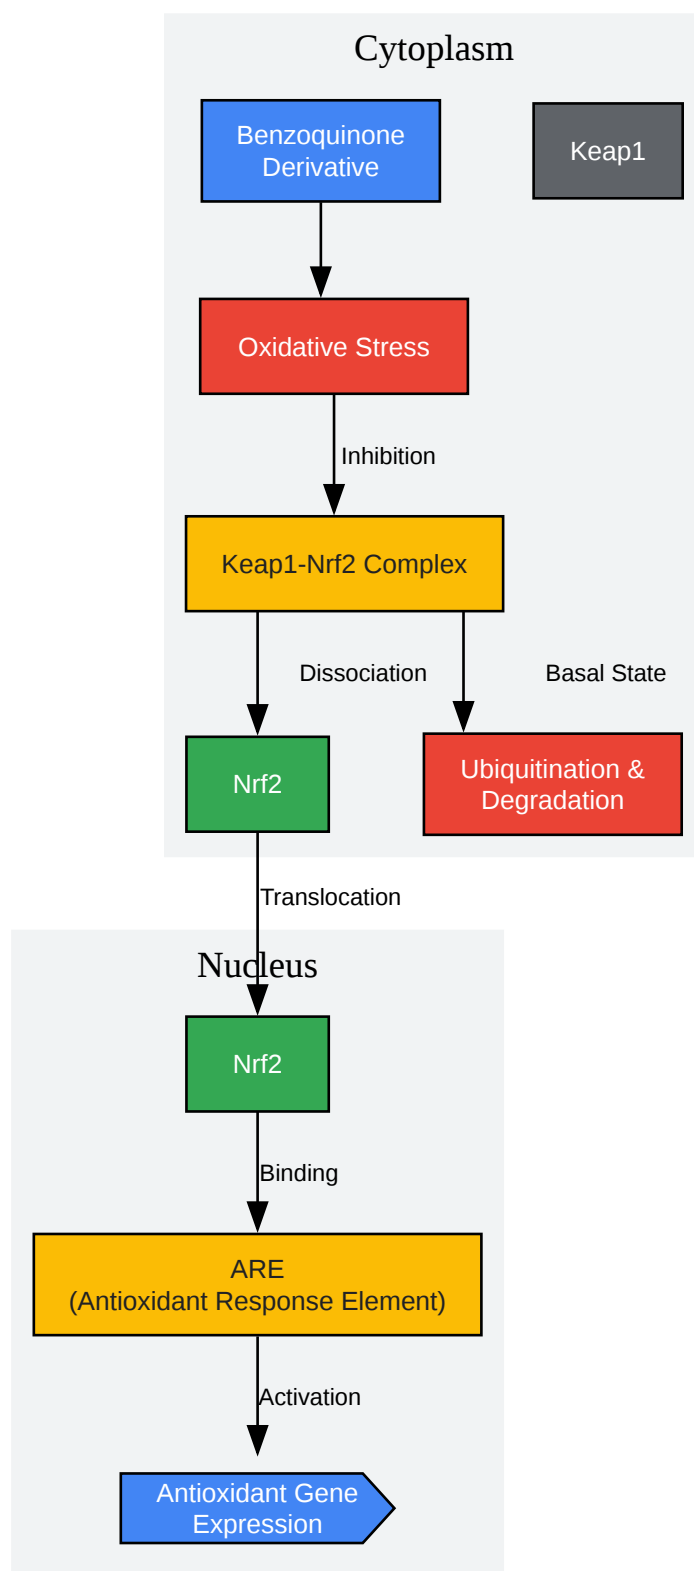 Cytoplasm
Benzoquinone
Derivative
Keap1
Oxidative Stress
Inhibition
Keap1-Nrf2 Complex
Dissociation
Basal State
Nrf2
Ubiquitination &
Degradation
Translocation
Nucleus
Nrf2
Binding
ARE
(Antioxidant Response Element)
Activation
Antioxidant Gene
Expression